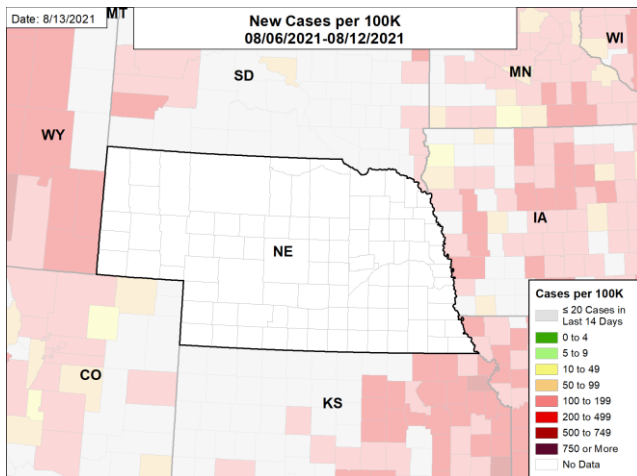 Date: 8/13/2021
New Cases per 100K
08/06/2021-08/12/2021
MT
WI
SD
MN
WY
NE
IA
CO
KS
Cases per 100K
≤ 20 Cases in
Last 14 Days
0 to 4
5 to 9
10 to 49
50 to 99
100 to 199
200 to 499
500 to 749
750 or More
No Data